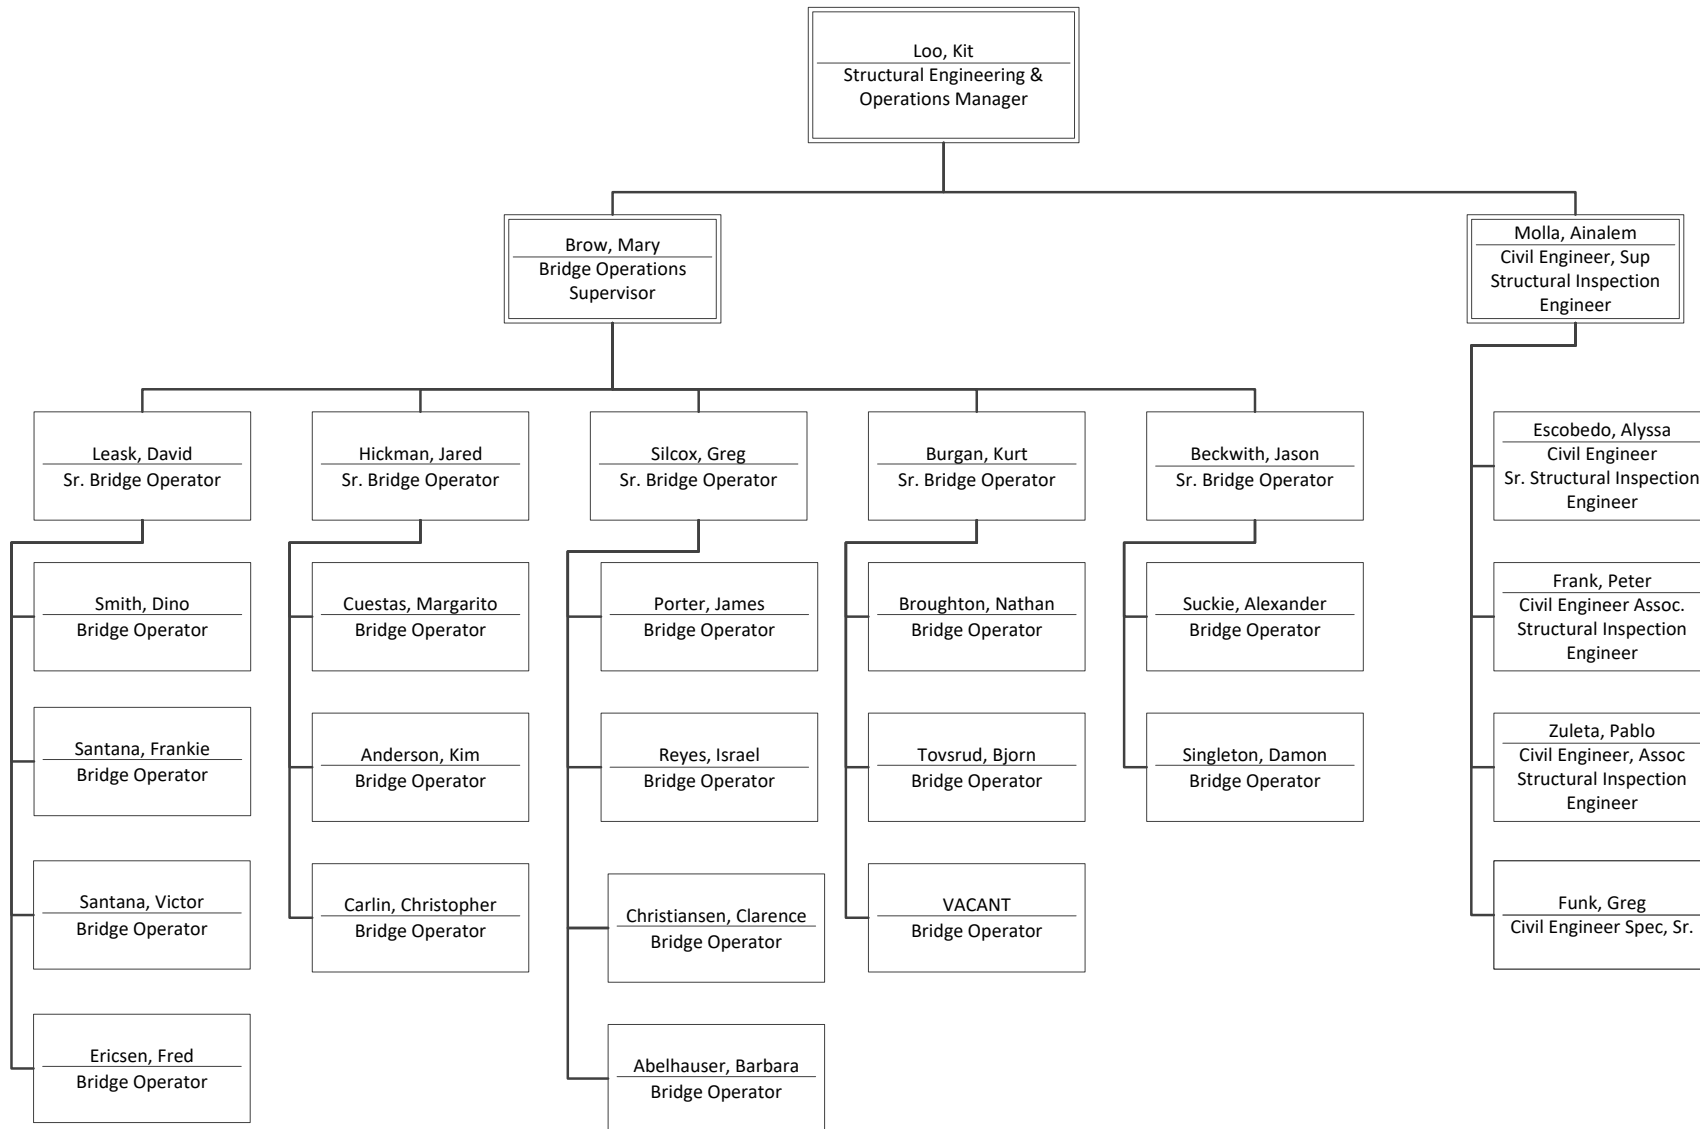 Loo, Kit
Structural Engineering &
Operations Manager
Brow, Mary
Bridge Operations
Supervisor
Molla, Ainalem
Civil Engineer, Sup
Structural Inspection
Engineer
Leask, David
Sr. Bridge Operator
Hickman, Jared
Sr. Bridge Operator
Silcox, Greg
Sr. Bridge Operator
Burgan, Kurt
Sr. Bridge Operator
Beckwith, Jason
Sr. Bridge Operator
Escobedo, Alyssa
Civil Engineer
Sr. Structural Inspection
Engineer
Smith, Dino
Bridge Operator
Cuestas, Margarito
Bridge Operator
Porter, James
Bridge Operator
Broughton, Nathan
Bridge Operator
Suckie, Alexander
Bridge Operator
Frank, Peter
Civil Engineer Assoc.
Structural Inspection
Engineer
Santana, Frankie
Bridge Operator
Anderson, Kim
Bridge Operator
Reyes, Israel
Bridge Operator
Tovsrud, Bjorn
Bridge Operator
Singleton, Damon
Bridge Operator
Zuleta, Pablo
Civil Engineer, Assoc
Structural Inspection
Engineer
Santana, Victor
Bridge Operator
Carlin, Christopher
Bridge Operator
Christiansen, Clarence
Bridge Operator
VACANT
Bridge Operator
Funk, Greg
Civil Engineer Spec, Sr.
Ericsen, Fred
Bridge Operator
Abelhauser, Barbara
Bridge Operator